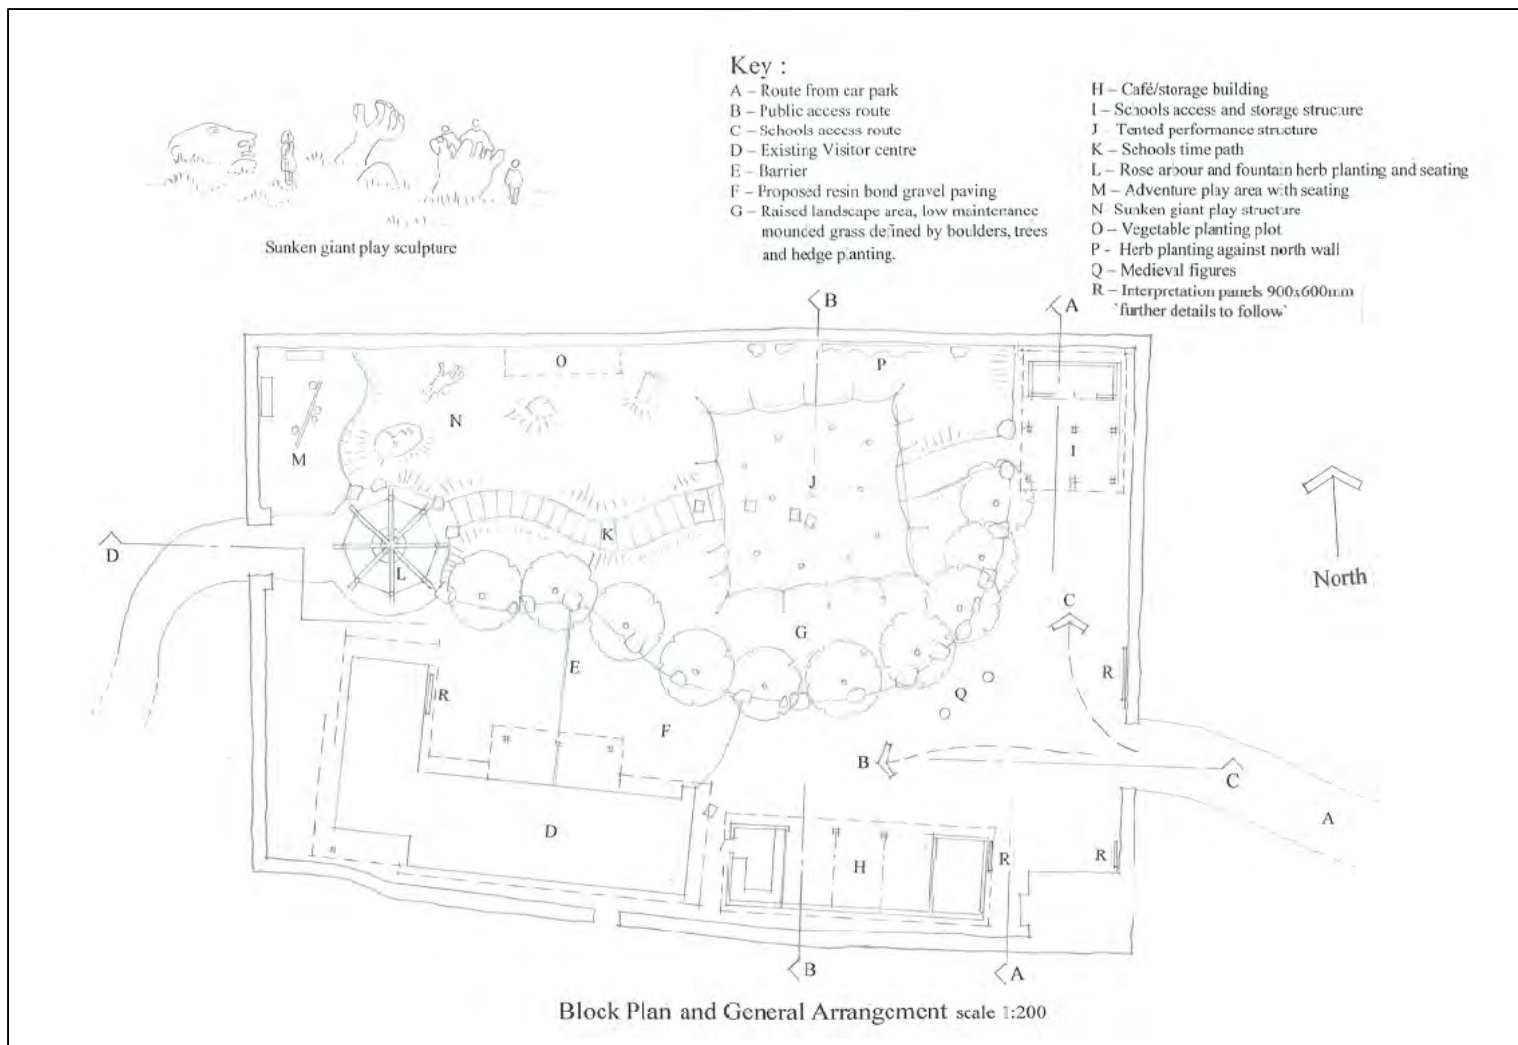 Key :
A – Route from car park
B – Public access route
C – Schools access route
D – Existing Visitor centre
E – Barrier
F – Proposed resin bond gravel paving
G – Raised landscape area, low maintenance
mounded grass defined by boulders, trees
and hedge planting.
H – Café/storage building
I – Schools access and storage structure
J – Tented performance structure
K – Schools time path
L – Rose arbour and fountain herb planting and seating
M – Adventure play area with seating
N- Sunken giant play structure
O – Vegetable planting plot
P - Herb planting against north wall
Q – Medieval figures
R – Interpretation panels 900x600mm
`further details to follow`
Sunken giant play sculpture
B
A
O
P
N
M
I
J
K
D
L
North
C
G
E
R
R
Q
F
B
C
A
D
H
R
R
B
A
Block Plan and General Arrangement scale 1:200